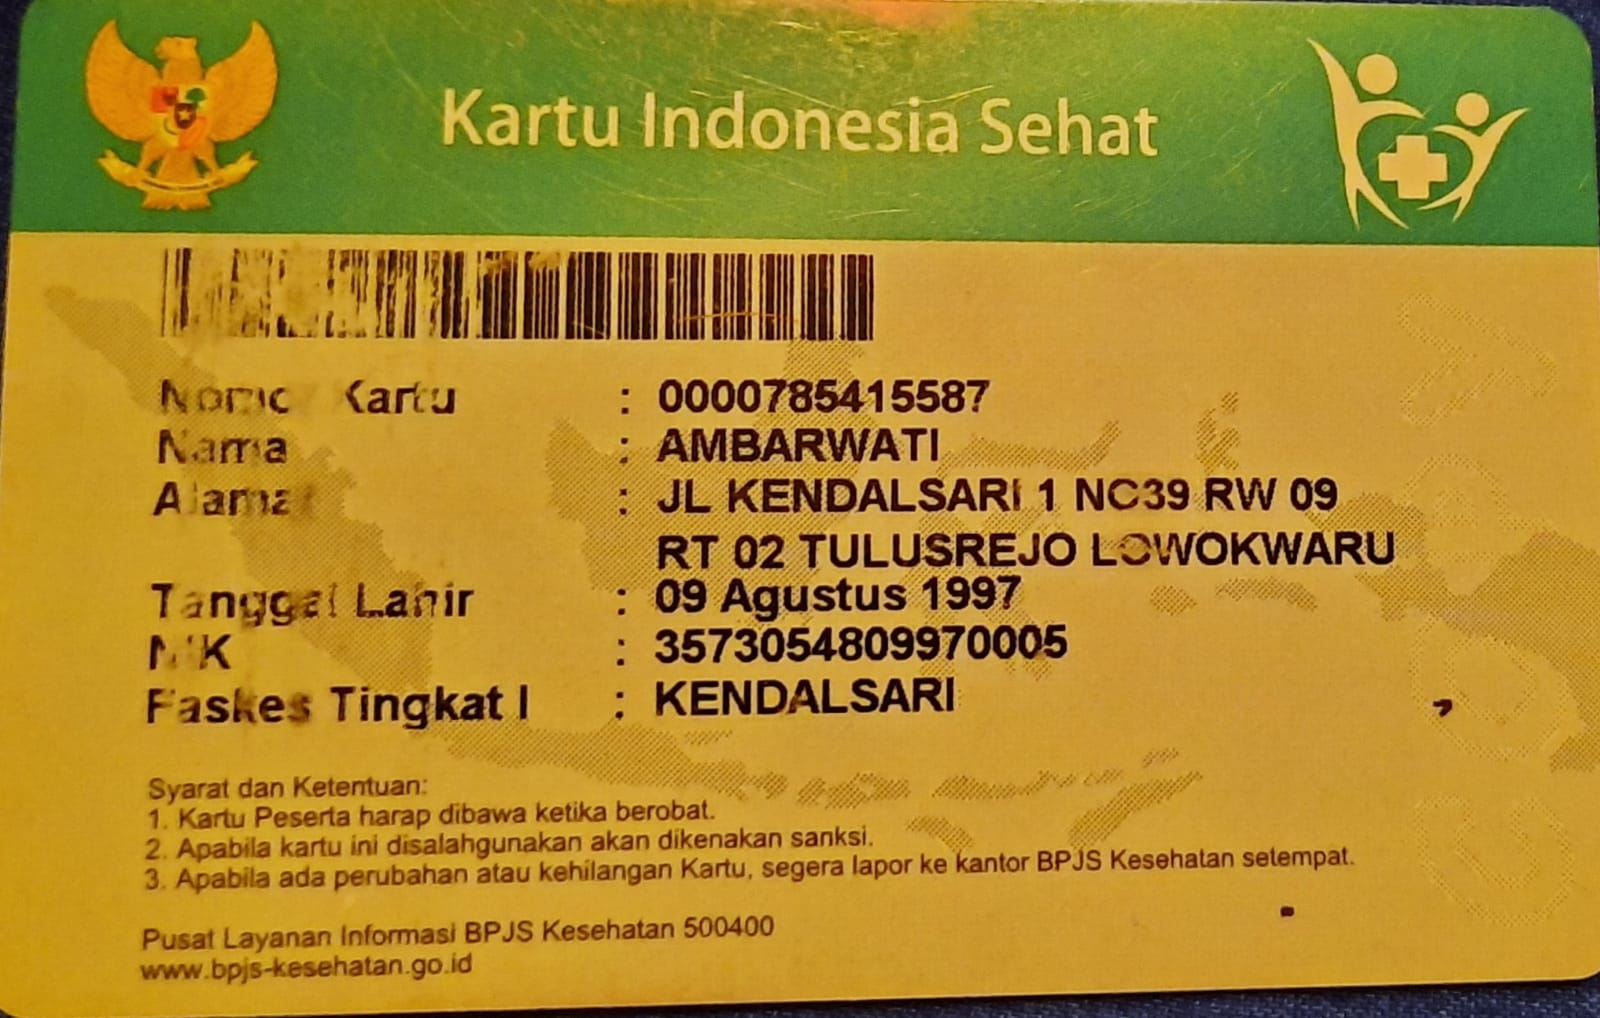 Kartu Indonesia Sehat
Nomor Kartu : 0000785415587
Nama : AMBARWATI
Alamat : JL KENDALSARI 1 NO39 RW 09
RT 02 TULUSREJO LOWOKWARU
Tanggal Lahir : 09 Agustus 1997
NIK : 3573054809970005
Faskes Tingkat I : KENDALSARI
Syarat dan Ketentuan:
1. Kartu Peserta harap dibawa ketika berobat.
2. Apabila kartu ini disalahgunakan akan dikenakan sanksi.
3. Apabila ada perubahan atau kehilangan Kartu, segera lapor ke kantor BPJS Kesehatan setempat.
Pusat Layanan Informasi BPJS Kesehatan 500400
www.bpjs-kesehatan.go.id